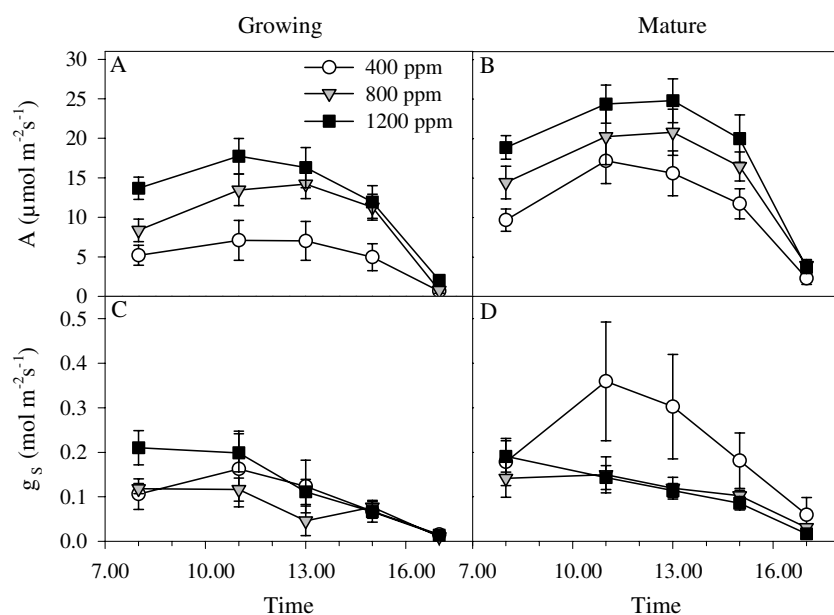 Growing Mature
A B
400 ppm
800 ppm
1200 ppm
A (µmol m⁻²s⁻¹)
30
25
20
15
10
5
0
C D
g_s (mol m⁻²s⁻¹)
0.5
0.4
0.3
0.2
0.1
0.0
7.00 10.00 13.00 16.00 7.00 10.00 13.00 16.00
Time Time